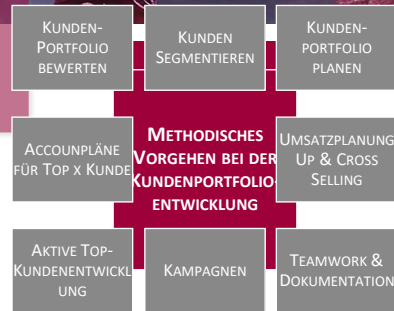 KUNDEN-
PORTFOLIO
BEWERTEN
KUNDEN
SEGMENTIEREN
KUNDEN-
PORTFOLIO
PLANEN
ACCOUNPLÄNE
FÜR TOP X KUNDE
METHODISCHES
VORGEHEN BEI DER
KUNDENPORTFOLIO-
ENTWICKLUNG
UMSATZPLANUNG
UP & CROSS
SELLING
AKTIVE TOP-
KUNDENENTWICKL
UNG
KAMPAGNEN
TEAMWORK &
DOKUMENTATION